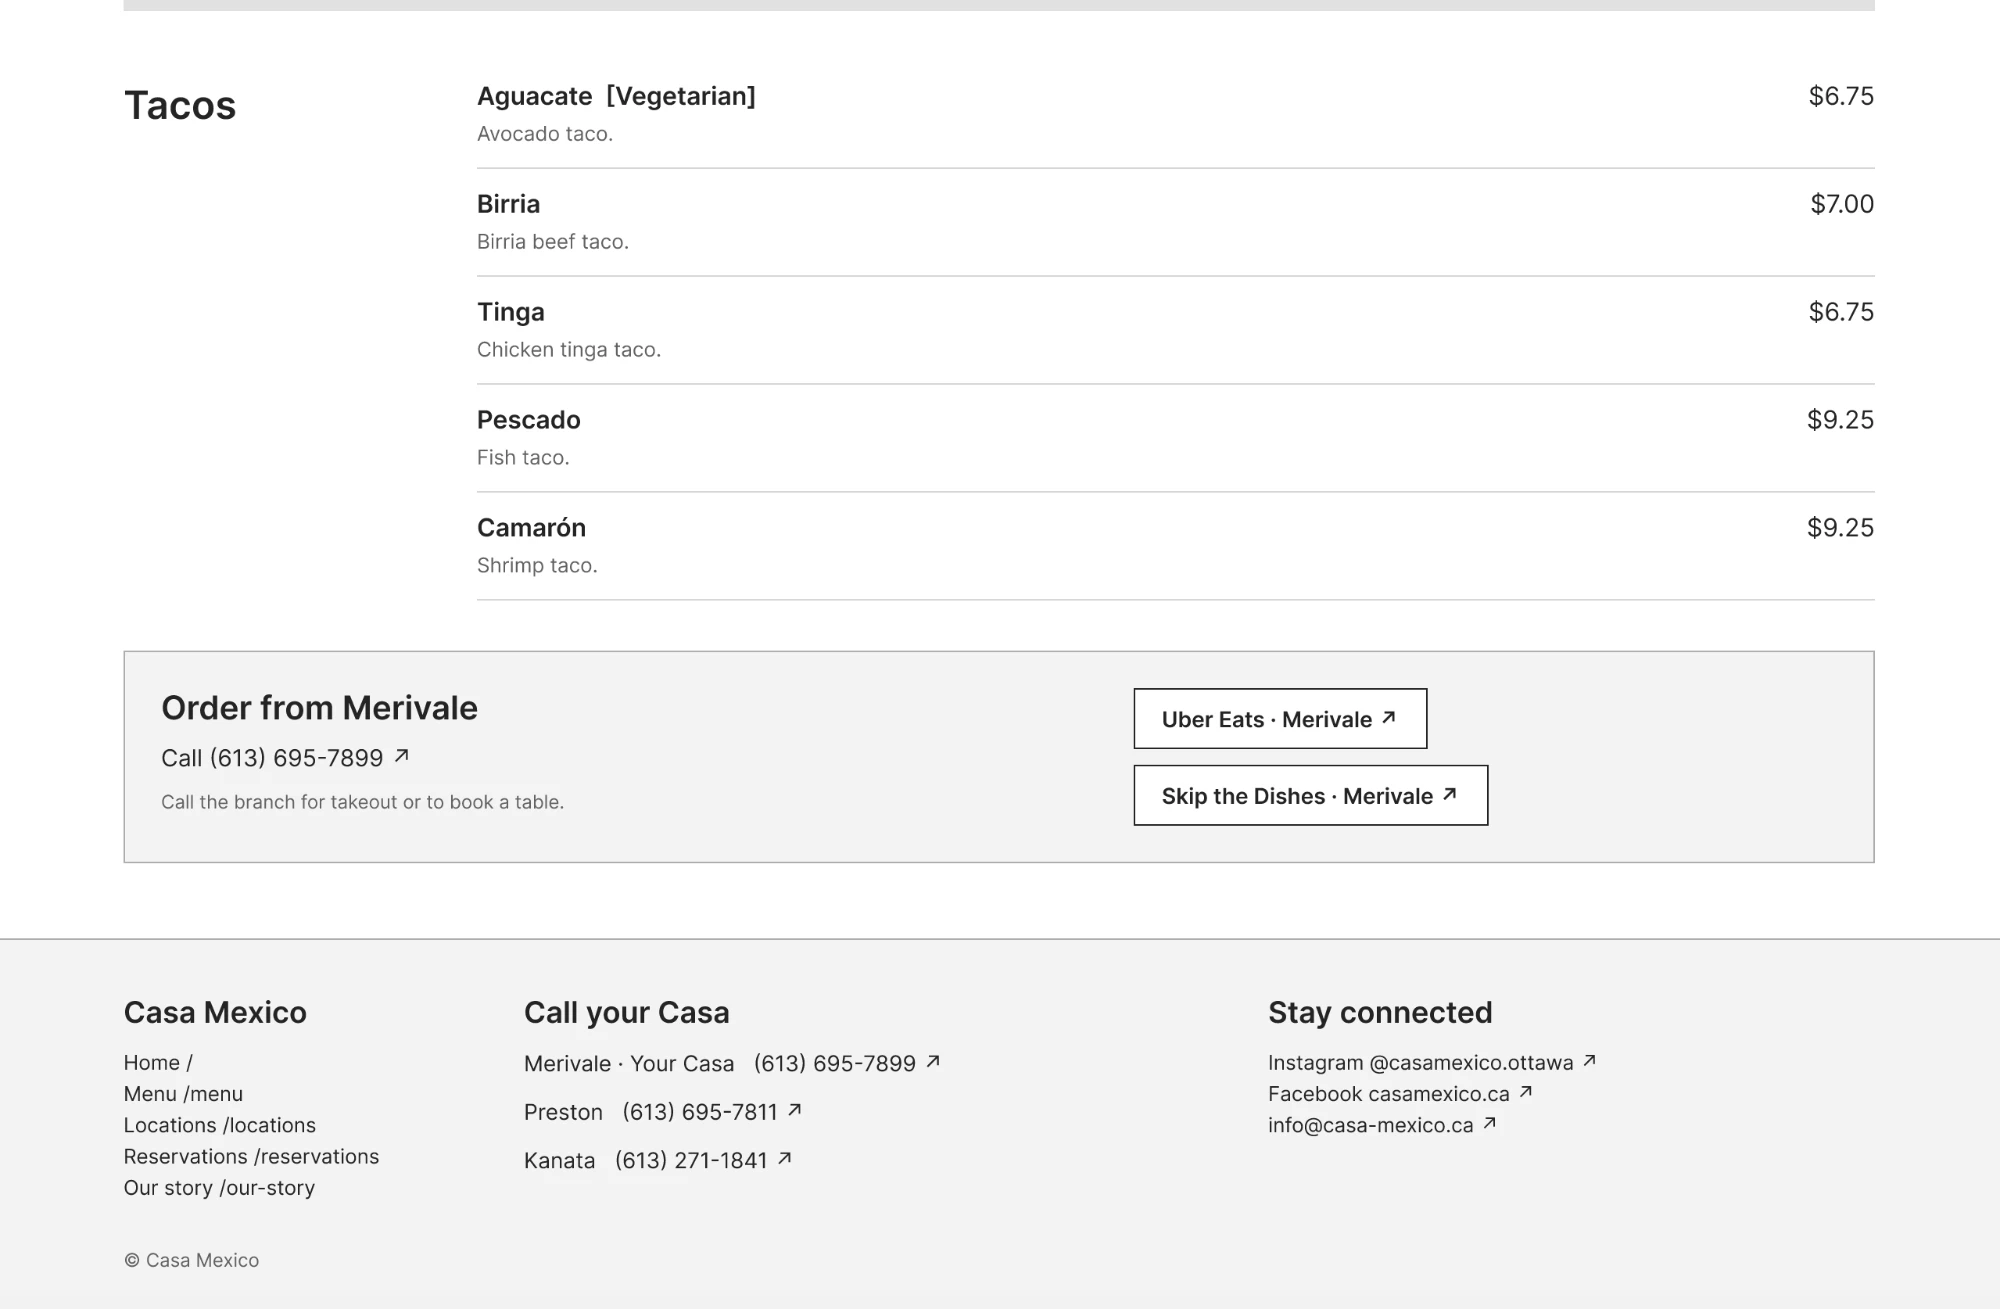 Tacos
Aguacate [Vegetarian] $6.75
Avocado taco.
Birria $7.00
Birria beef taco.
Tinga $6.75
Chicken tinga taco.
Pescado $9.25
Fish taco.
Camarón $9.25
Shrimp taco.
Order from Merivale
Call (613) 695-7899 ↗
Call the branch for takeout or to book a table.
Uber Eats · Merivale ↗
Skip the Dishes · Merivale ↗
Casa Mexico
Home /
Menu /menu
Locations /locations
Reservations /reservations
Our story /our-story
Call your Casa
Merivale · Your Casa (613) 695-7899 ↗
Preston (613) 695-7811 ↗
Kanata (613) 271-1841 ↗
Stay connected
Instagram @casamexico.ottawa ↗
Facebook casamexico.ca ↗
info@casa-mexico.ca ↗
© Casa Mexico